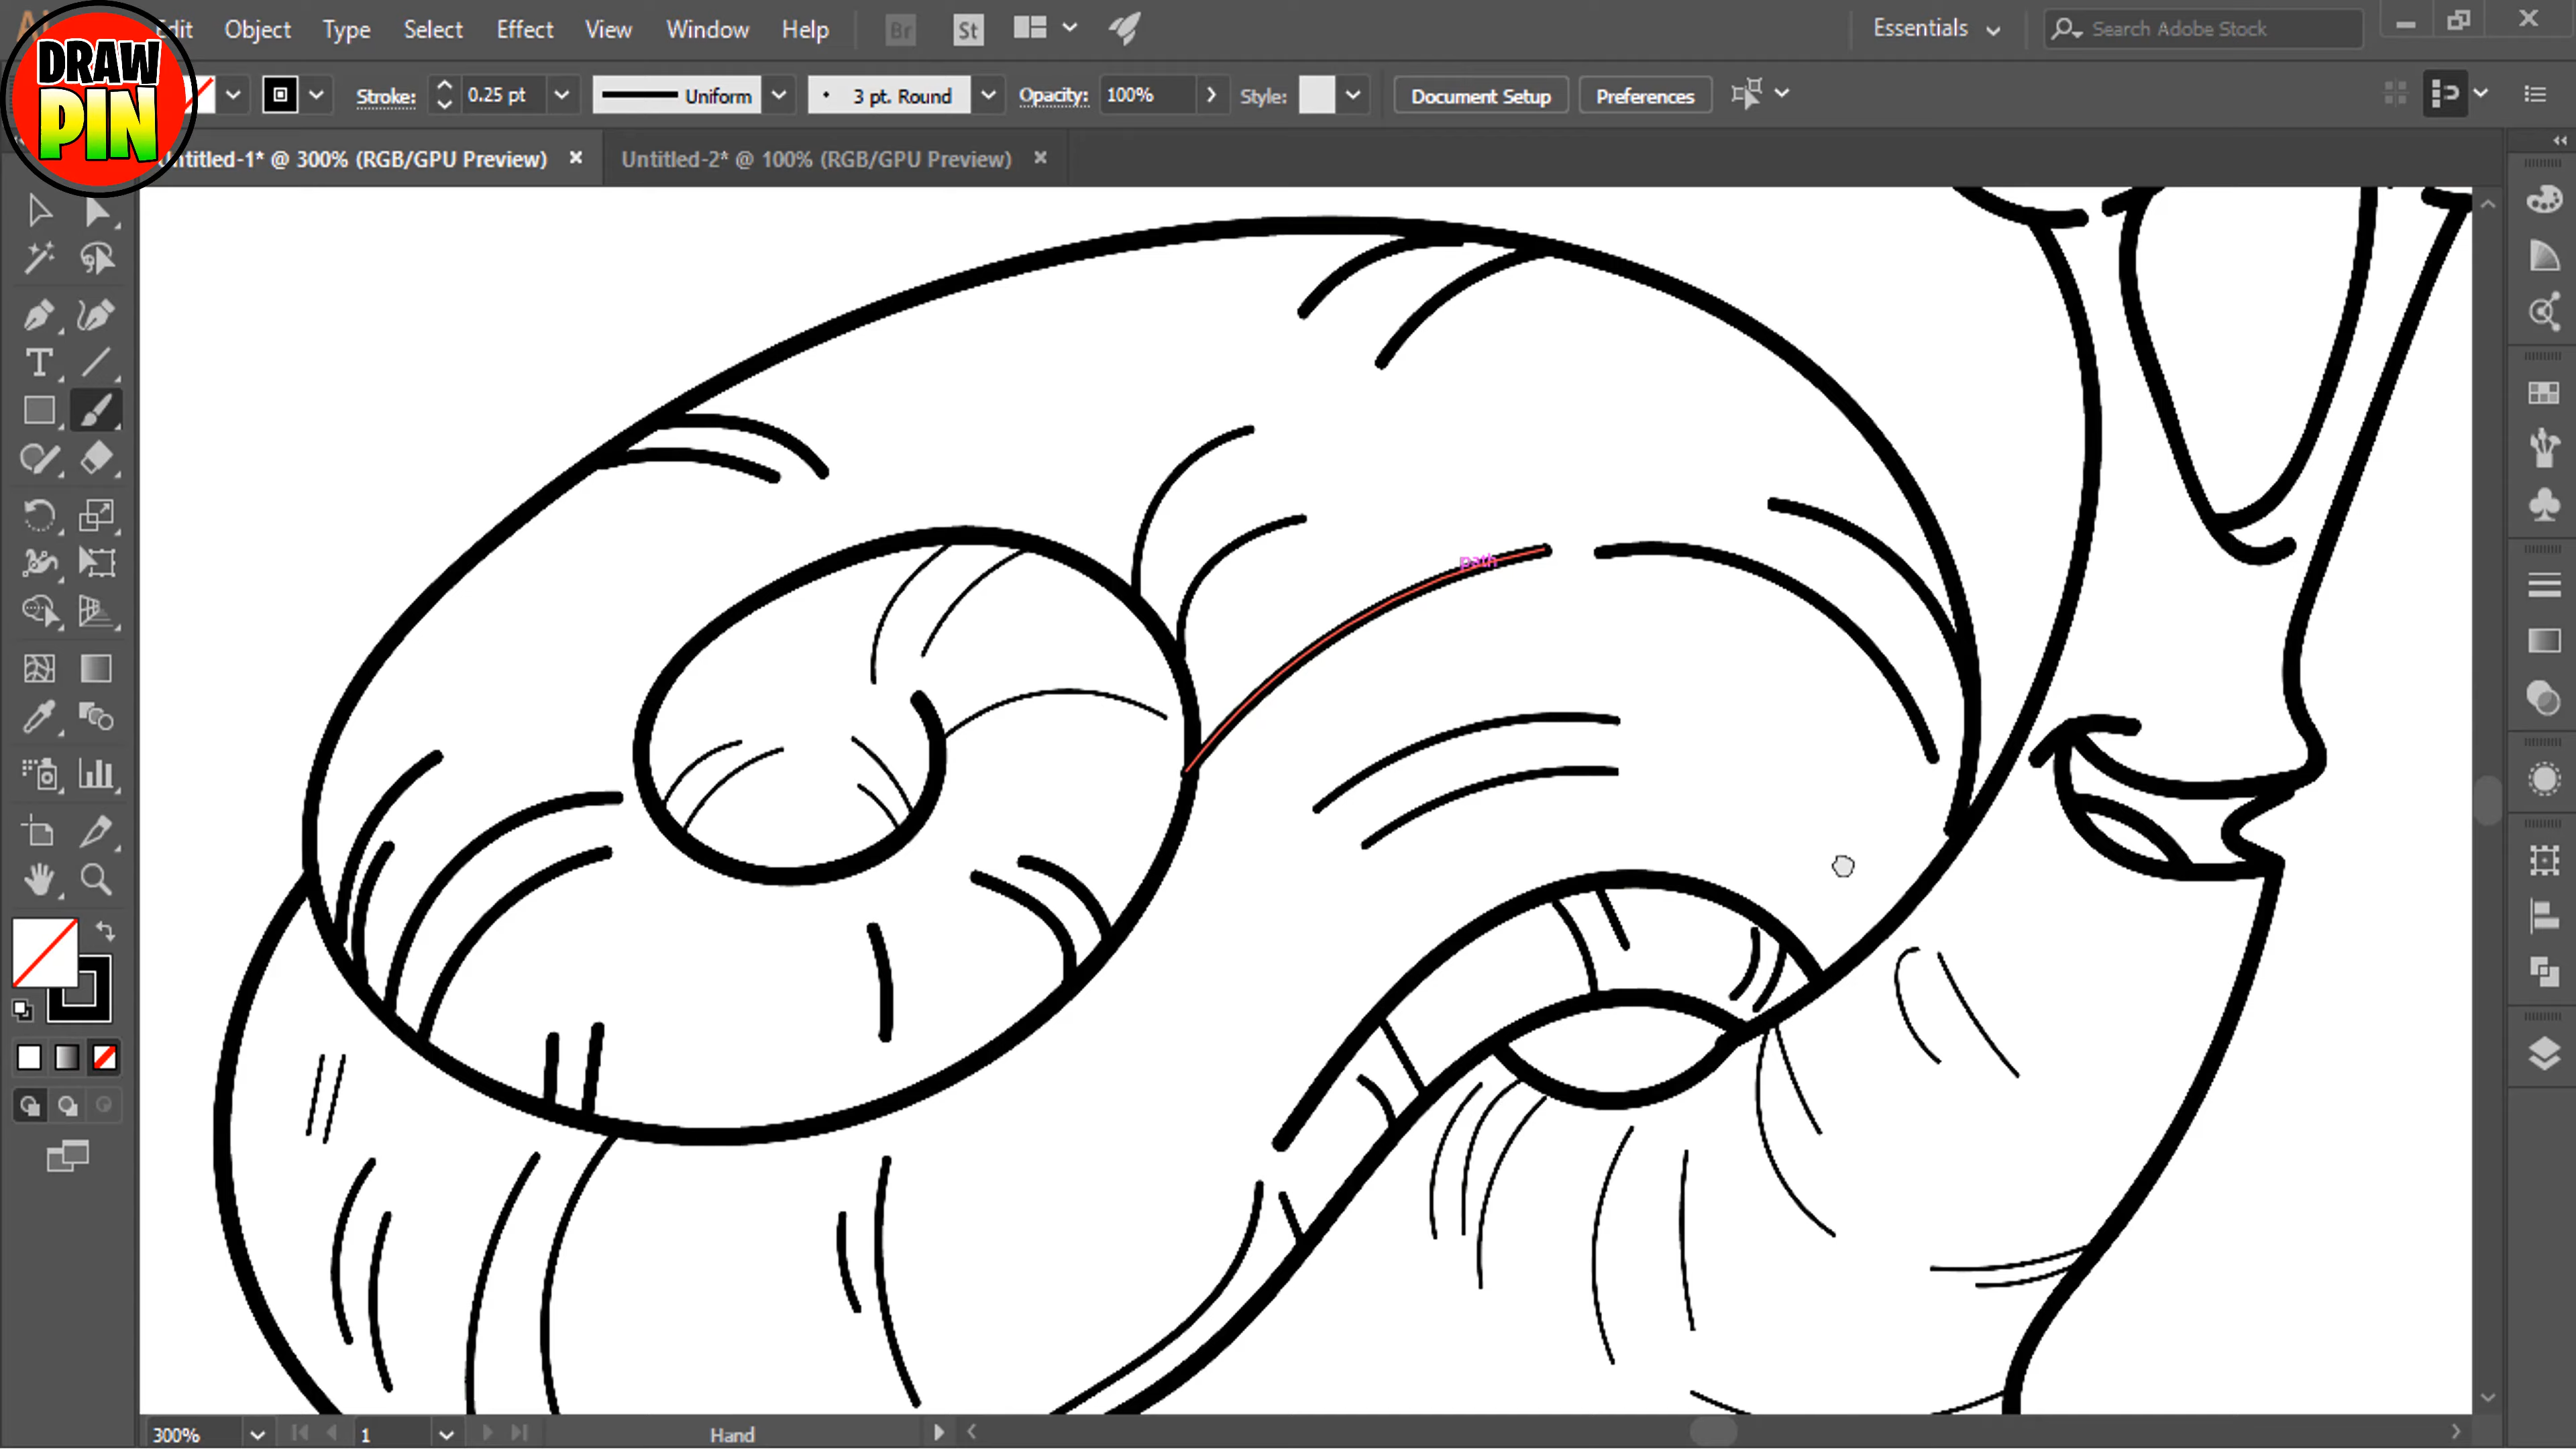 Edit Object Type Select Effect View Window Help Br St Essentials Search Adobe Stock
DRAW
PIN
Stroke: 0.25 pt Uniform 3 pt. Round Opacity: 100% Style: Document Setup Preferences
Untitled-1* @ 300% (RGB/GPU Preview) × Untitled-2* @ 100% (RGB/GPU Preview) ×
path
300% 1 Hand